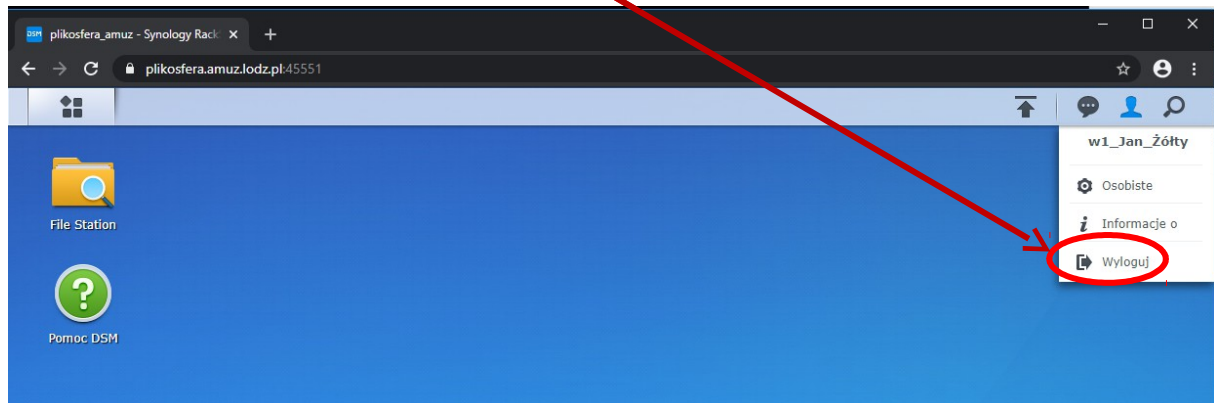 DSM plikosfera_amuz - Synology Rack
plikosfera.amuz.lodz.pl:45551
w1_Jan_Żółty
Osobiste
Informacje o
Wyloguj
File Station
Pomoc DSM